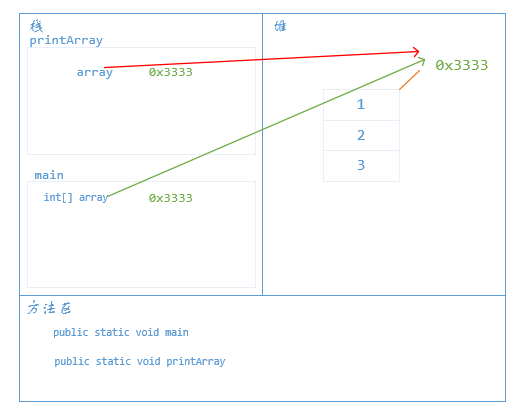 栈
printArray
array 0x3333
main
int[] array 0x3333
堆
0x3333
1
2
3
方法区
public static void main
public static void printArray